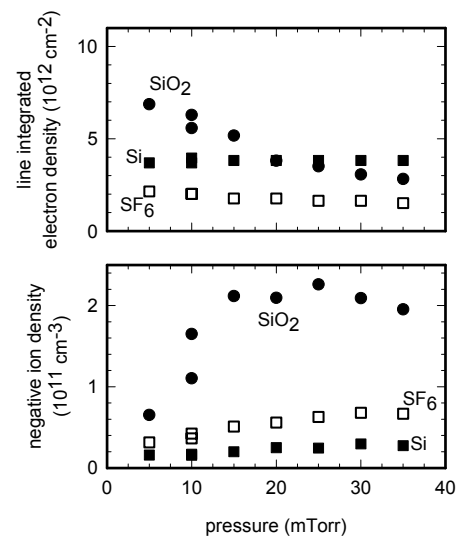 10
SiO2
line integrated
electron density (10^12 cm^-2)
5
Si
SF6
0
2
SiO2
negative ion density
(10^11 cm^-3)
1
SF6
Si
0
0 10 20 30 40
pressure (mTorr)